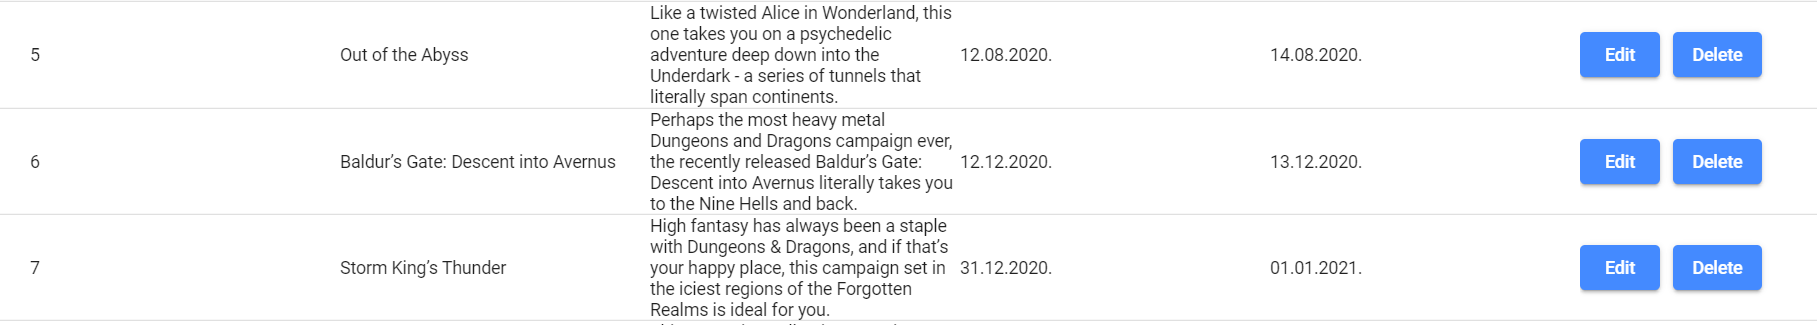 5
Out of the Abyss
Like a twisted Alice in Wonderland, this
one takes you on a psychedelic
adventure deep down into the
Underdark - a series of tunnels that
literally span continents.
12.08.2020.
14.08.2020.
Edit
Delete
6
Baldur’s Gate: Descent into Avernus
Perhaps the most heavy metal
Dungeons and Dragons campaign ever,
the recently released Baldur’s Gate:
Descent into Avernus literally takes you
to the Nine Hells and back.
12.12.2020.
13.12.2020.
Edit
Delete
7
Storm King’s Thunder
High fantasy has always been a staple
with Dungeons & Dragons, and if that’s
your happy place, this campaign set in
the iciest regions of the Forgotten
Realms is ideal for you.
31.12.2020.
01.01.2021.
Edit
Delete